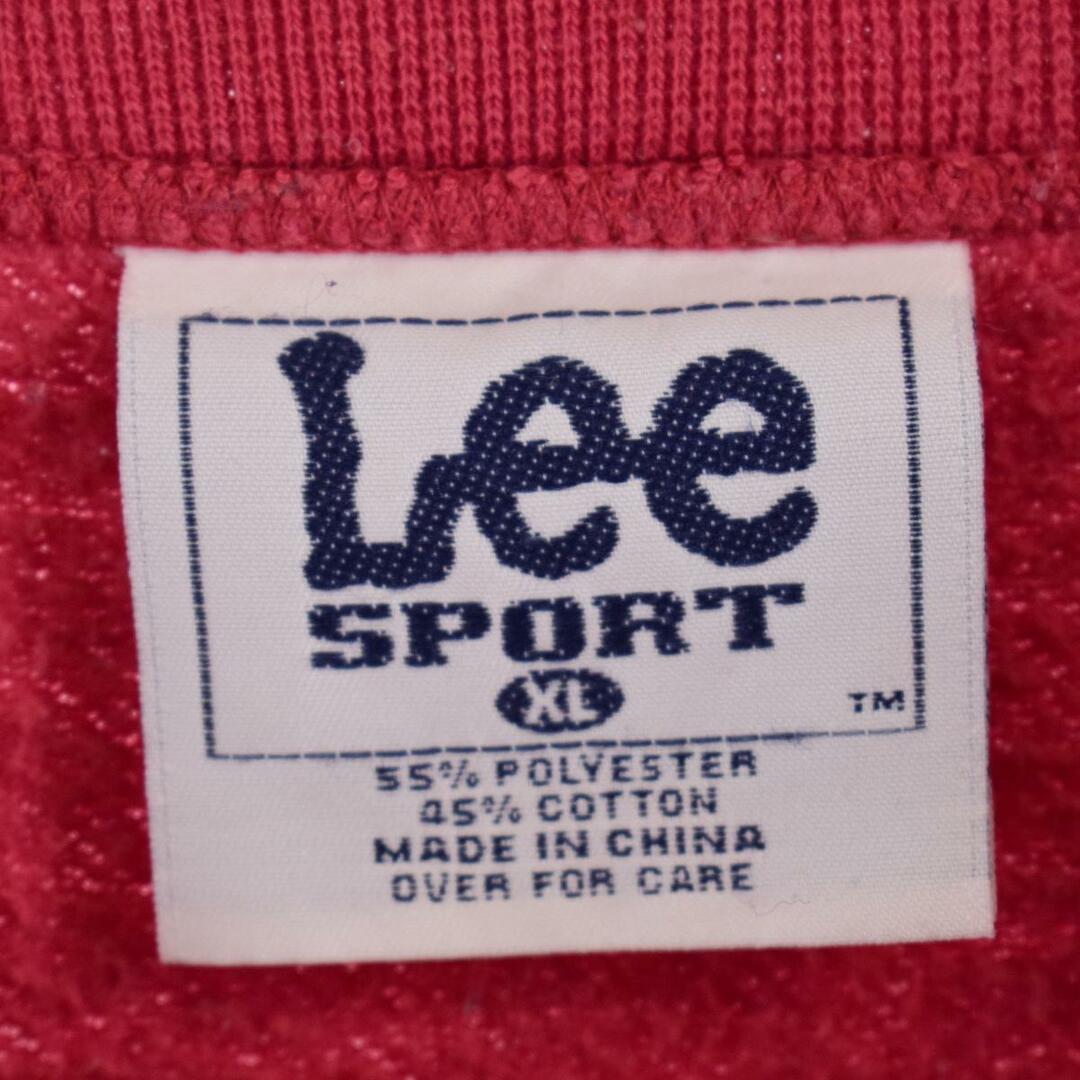 Lee
SPORT
XL
TM
55% POLYESTER
45% COTTON
MADE IN CHINA
OVER FOR CARE